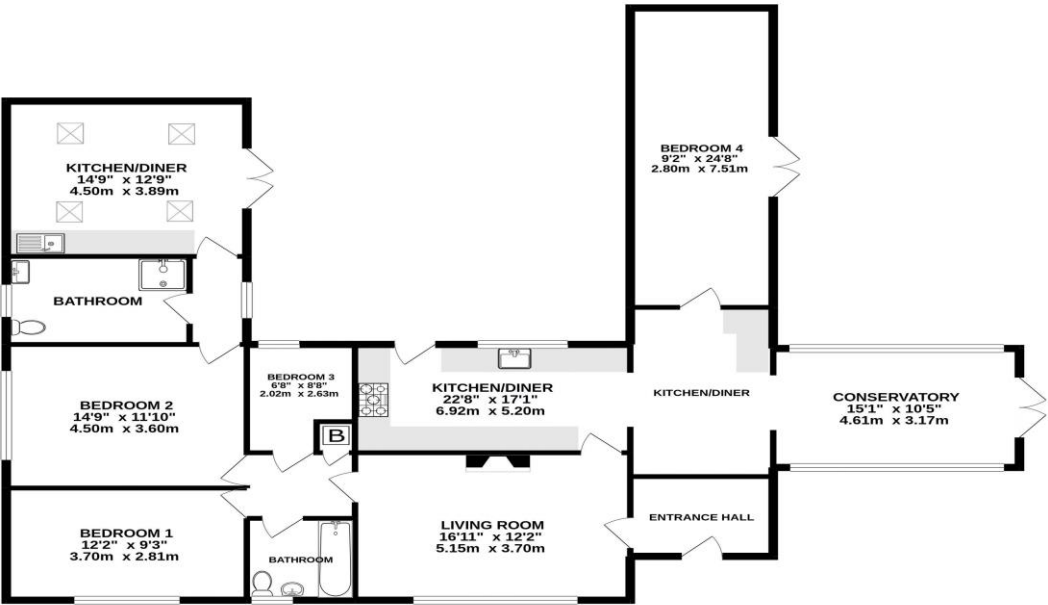 BEDROOM 4
9'2" x 24'8"
2.80m x 7.51m
KITCHEN/DINER
14'9" x 12'9"
4.50m x 3.89m
BATHROOM
BEDROOM 3
6'8" x 8'8"
2.02m x 2.63m
KITCHEN/DINER
22'8" x 17'1"
6.92m x 5.20m
KITCHEN/DINER
CONSERVATORY
15'1" x 10'5"
4.61m x 3.17m
BEDROOM 2
14'9" x 11'10"
4.50m x 3.60m
B
BEDROOM 1
12'2" x 9'3"
3.70m x 2.81m
BATHROOM
LIVING ROOM
16'11" x 12'2"
5.15m x 3.70m
ENTRANCE HALL